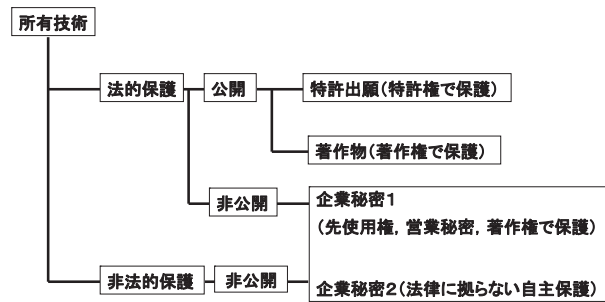 所有技術
法的保護
公開
特許出願(特許権で保護)
著作物(著作権で保護)
非公開
企業秘密1
(先使用権, 営業秘密, 著作権で保護)
非法的保護
非公開
企業秘密2(法律に拠らない自主保護)